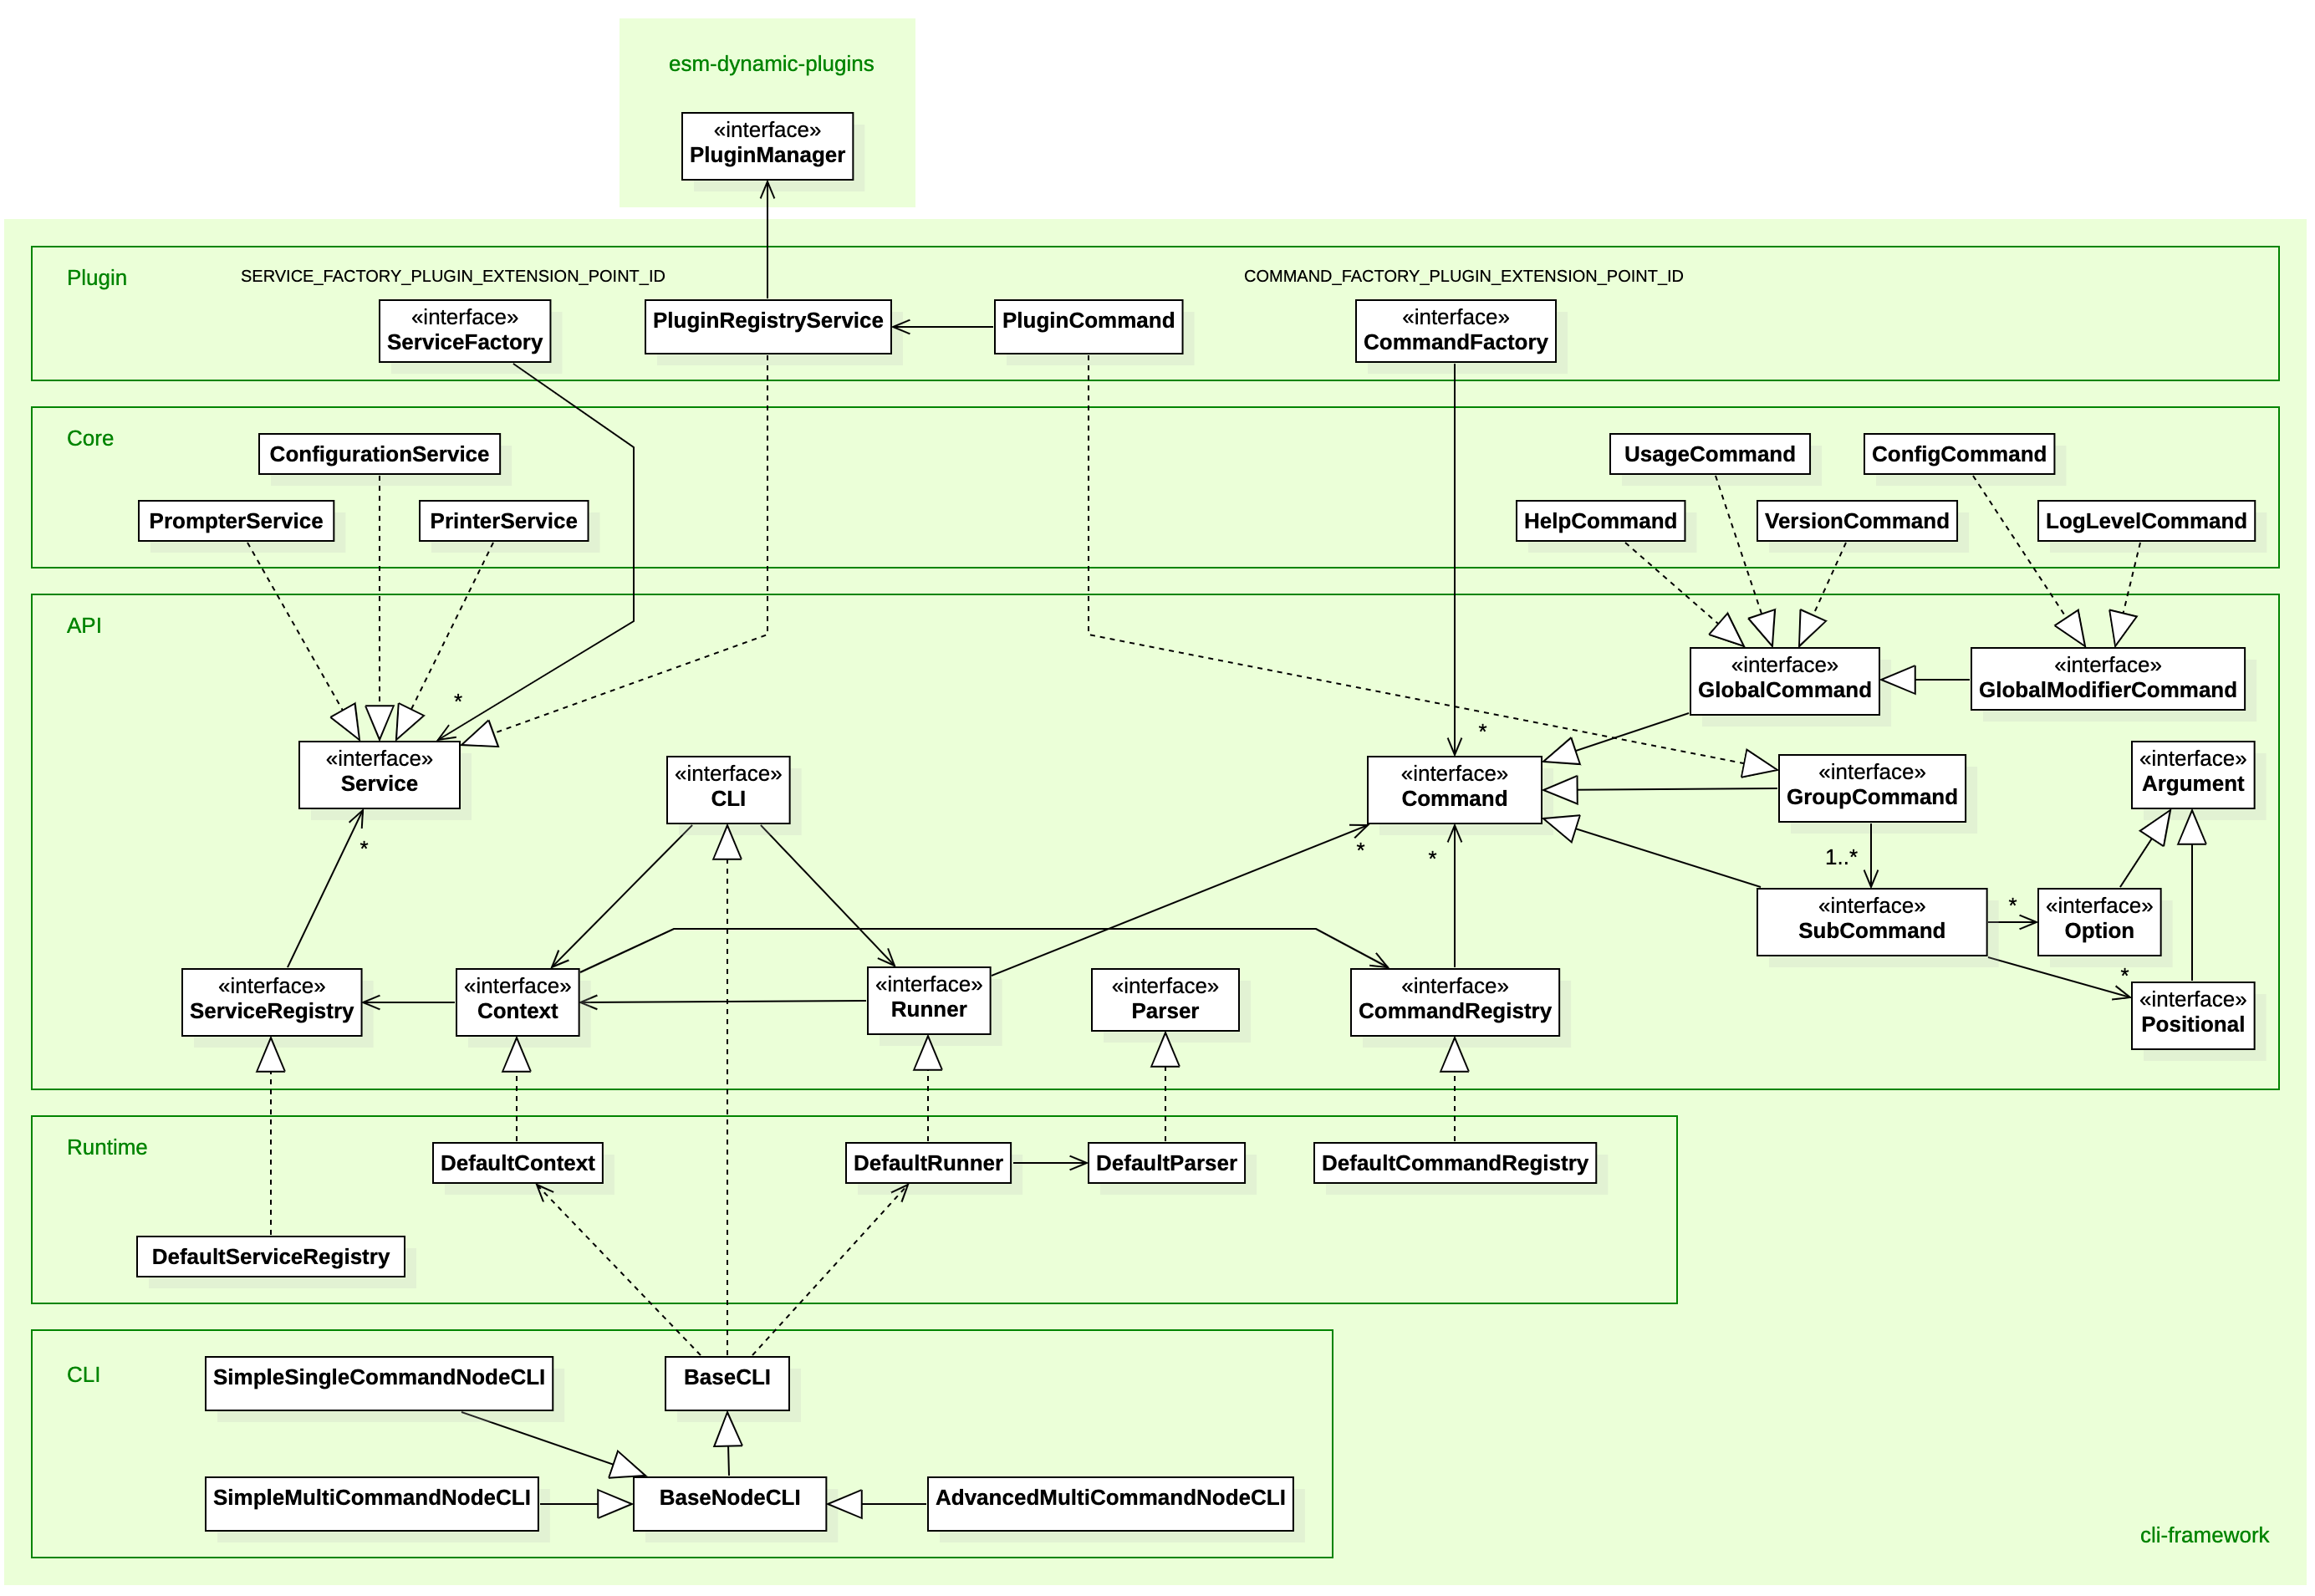 esm-dynamic-plugins
«interface»
PluginManager
Plugin
SERVICE_FACTORY_PLUGIN_EXTENSION_POINT_ID
COMMAND_FACTORY_PLUGIN_EXTENSION_POINT_ID
«interface»
ServiceFactory
PluginRegistryService
PluginCommand
«interface»
CommandFactory
Core
ConfigurationService
UsageCommand
ConfigCommand
PrompterService
PrinterService
HelpCommand
VersionCommand
LogLevelCommand
API
«interface»
GlobalCommand
«interface»
GlobalModifierCommand
*
*
«interface»
Service
«interface»
CLI
«interface»
Command
«interface»
GroupCommand
«interface»
Argument
*
*
*
1..*
«interface»
SubCommand
*
«interface»
Option
*
«interface»
ServiceRegistry
«interface»
Context
«interface»
Runner
«interface»
Parser
«interface»
CommandRegistry
«interface»
Positional
Runtime
DefaultContext
DefaultRunner
DefaultParser
DefaultCommandRegistry
DefaultServiceRegistry
CLI
SimpleSingleCommandNodeCLI
BaseCLI
SimpleMultiCommandNodeCLI
BaseNodeCLI
AdvancedMultiCommandNodeCLI
cli-framework